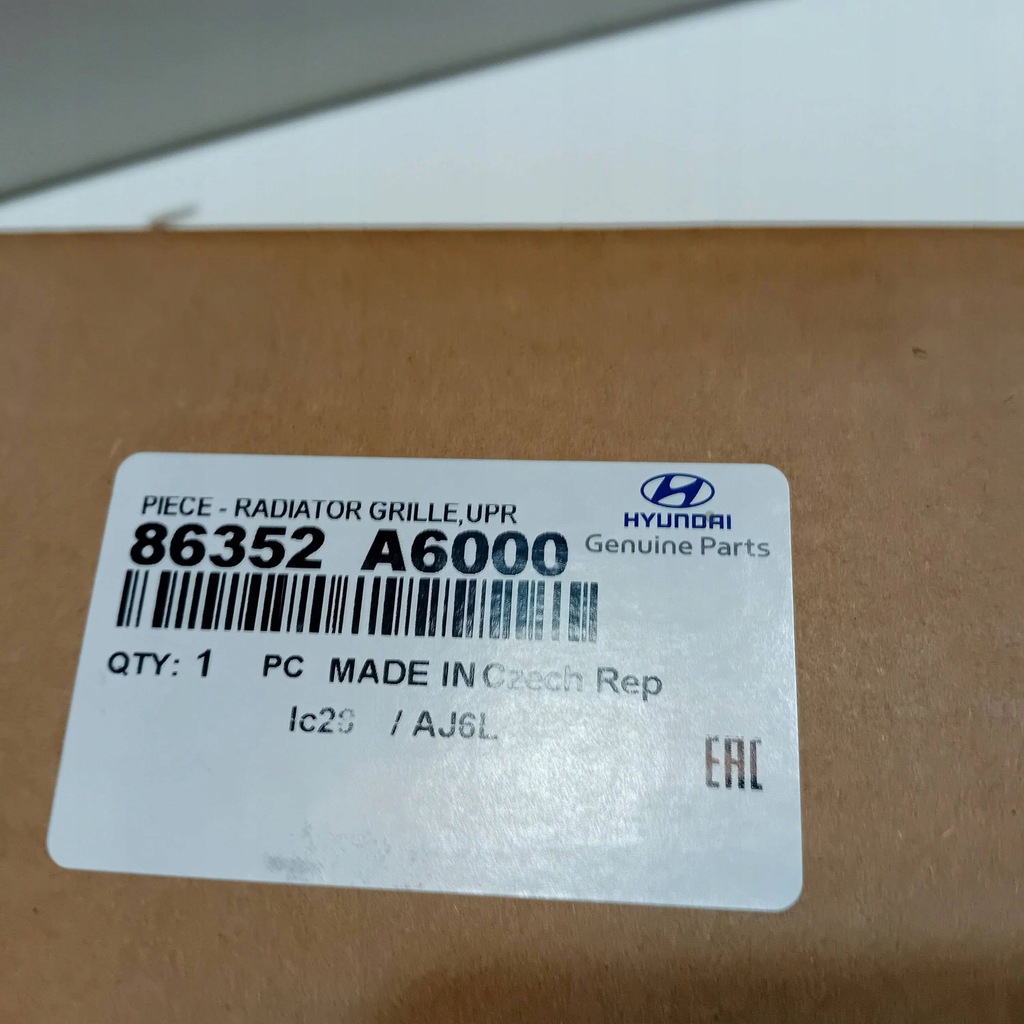 PIECE - RADIATOR GRILLE,UPR
86352 A6000
HYUNDAI
Genuine Parts
QTY: 1 PC MADE IN Czech Rep
/ AJ6L
EAC